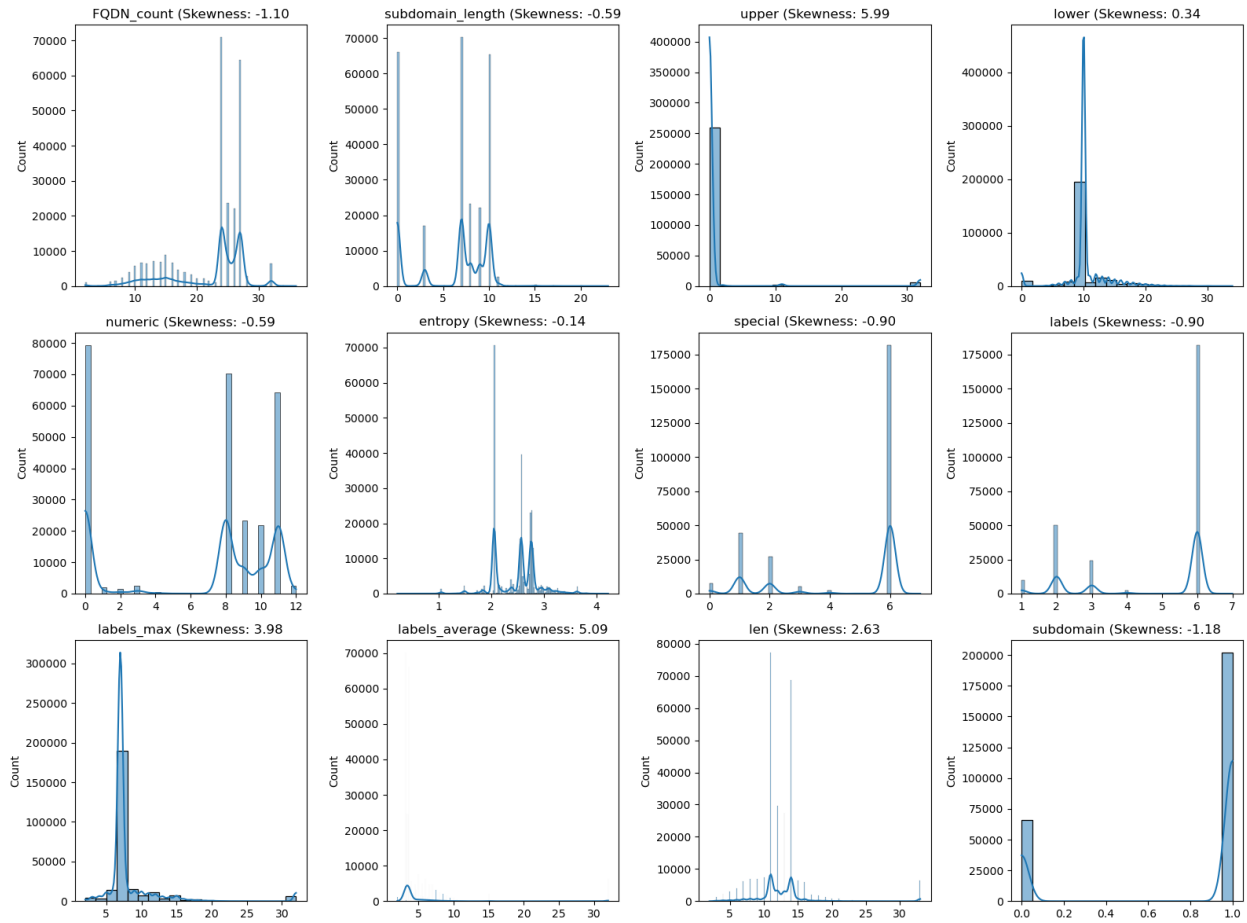 FQDN_count (Skewness: -1.10
subdomain_length (Skewness: -0.59
upper (Skewness: 5.99
lower (Skewness: 0.34
Count
70000
60000
50000
40000
30000
20000
10000
0
0 10 20 30
Count
70000
60000
50000
40000
30000
20000
10000
0
0 5 10 15 20
Count
400000
350000
300000
250000
200000
150000
100000
50000
0
0 10 20 30
Count
400000
300000
200000
100000
0
0 10 20 30
numeric (Skewness: -0.59
entropy (Skewness: -0.14
special (Skewness: -0.90
labels (Skewness: -0.90
Count
80000
70000
60000
50000
40000
30000
20000
10000
0
0 2 4 6 8 10 12
Count
70000
60000
50000
40000
30000
20000
10000
0
1 2 3 4
Count
175000
150000
125000
100000
75000
50000
25000
0
0 2 4 6
Count
175000
150000
125000
100000
75000
50000
25000
0
1 2 3 4 5 6 7
labels_max (Skewness: 3.98
labels_average (Skewness: 5.09
len (Skewness: 2.63
subdomain (Skewness: -1.18
Count
300000
250000
200000
150000
100000
50000
0
5 10 15 20 25 30
Count
70000
60000
50000
40000
30000
20000
10000
0
5 10 15 20 25 30
Count
80000
70000
60000
50000
40000
30000
20000
10000
0
5 10 15 20 25 30
Count
200000
175000
150000
125000
100000
75000
50000
25000
0
0.0 0.2 0.4 0.6 0.8 1.0